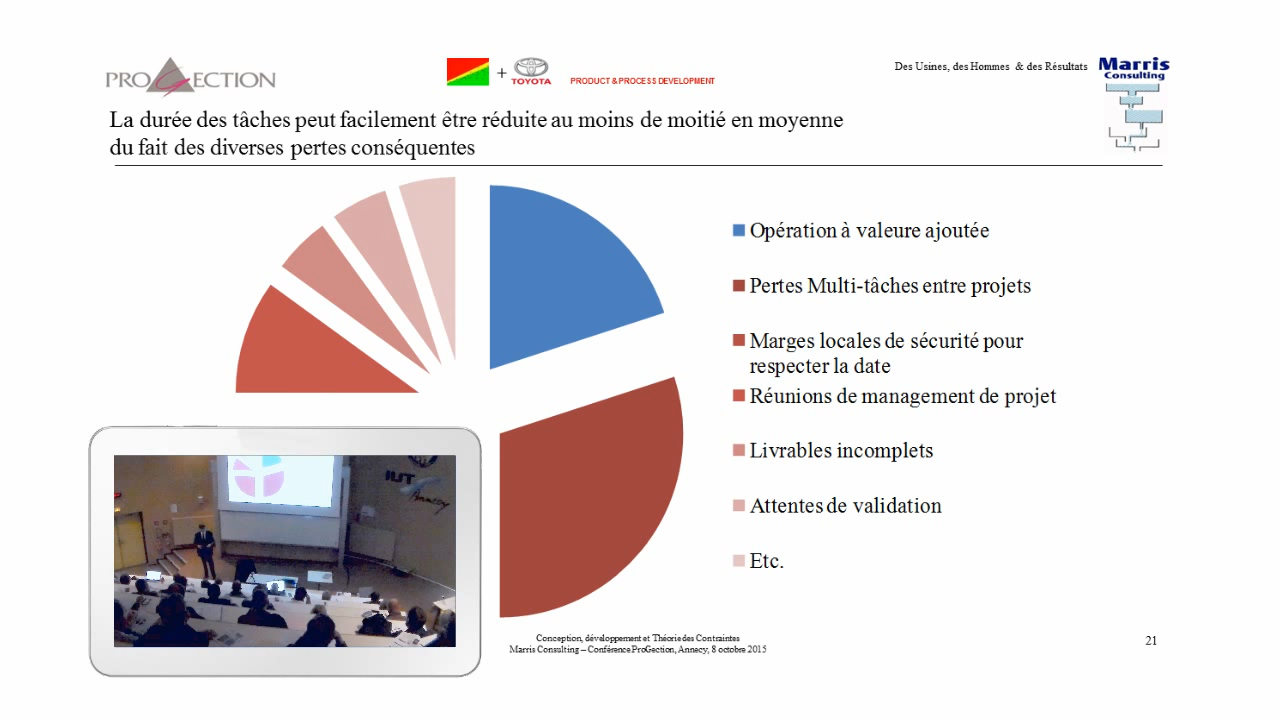 PROGECTION
+
TOYOTA
PRODUCT & PROCESS DEVELOPMENT
Des Usines, des Hommes & des Résultats
Marris
Consulting
La durée des tâches peut facilement être réduite au moins de moitié en moyenne
du fait des diverses pertes conséquentes
Opération à valeure ajoutée
Pertes Multi-tâches entre projets
Marges locales de sécurité pour
respecter la date
Réunions de management de projet
Livrables incomplets
Attentes de validation
Etc.
IUT
Annecy
Conception, développement et Théorie des Contraintes
Marris Consulting – Conférence ProGection, Annecy, 8 octobre 2015
21